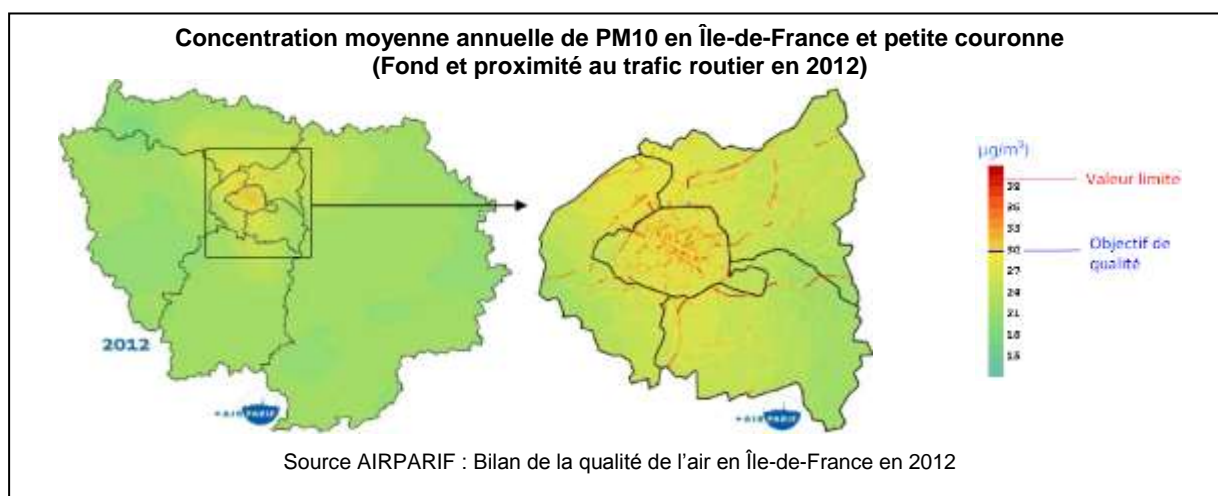 Concentration moyenne annuelle de PM10 en Île-de-France et petite couronne
(Fond et proximité au trafic routier en 2012)
2012
AIRPARIF
AIRPARIF
µg/m³)
39
36
33
30
27
24
21
18
15
Valeur limite
Objectif de
qualité
Source AIRPARIF : Bilan de la qualité de l’air en Île-de-France en 2012